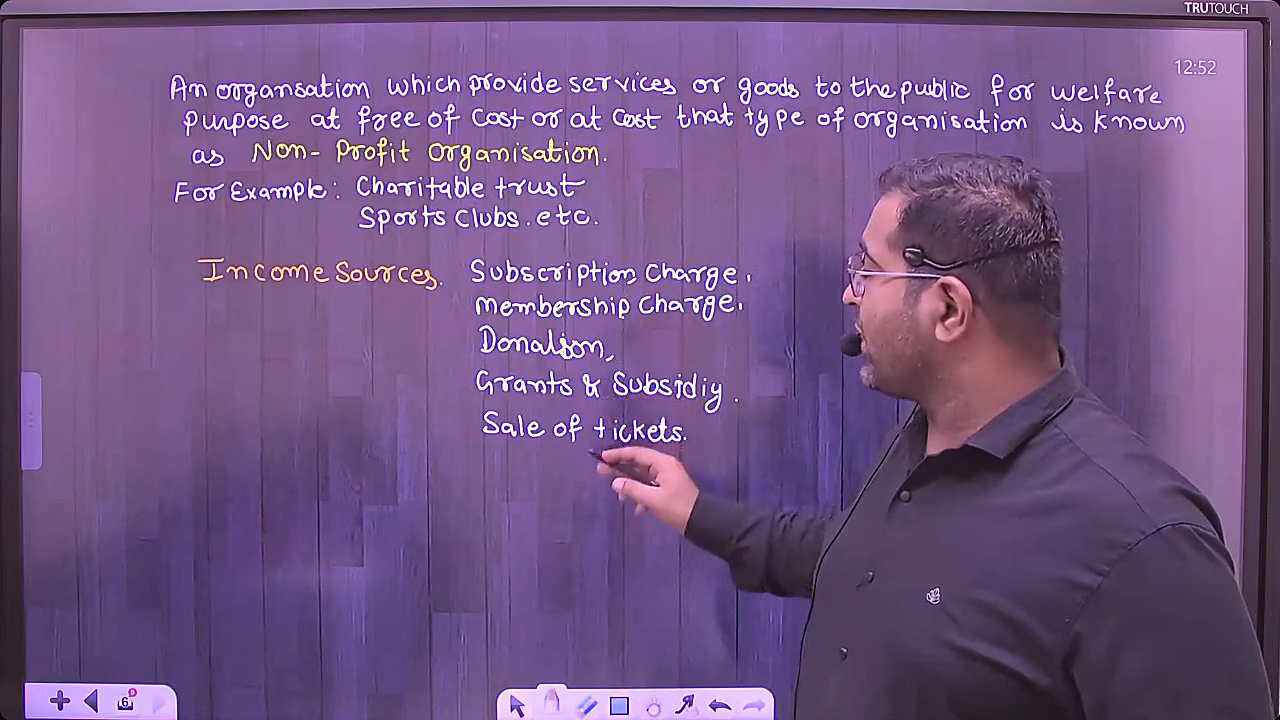 TRUTOUCH
12:52
An organsation which provide services or goods to the public for welfare
purpose at free of cost or at cost that type of organisation is known
as Non-Profit Organisation.
For Example: Charitable trust
Sports Clubs. etc.
Income Sources. Subscription Charge.
Membership Charge.
Donation,
Grants & Subsidiy.
Sale of tickets.
6